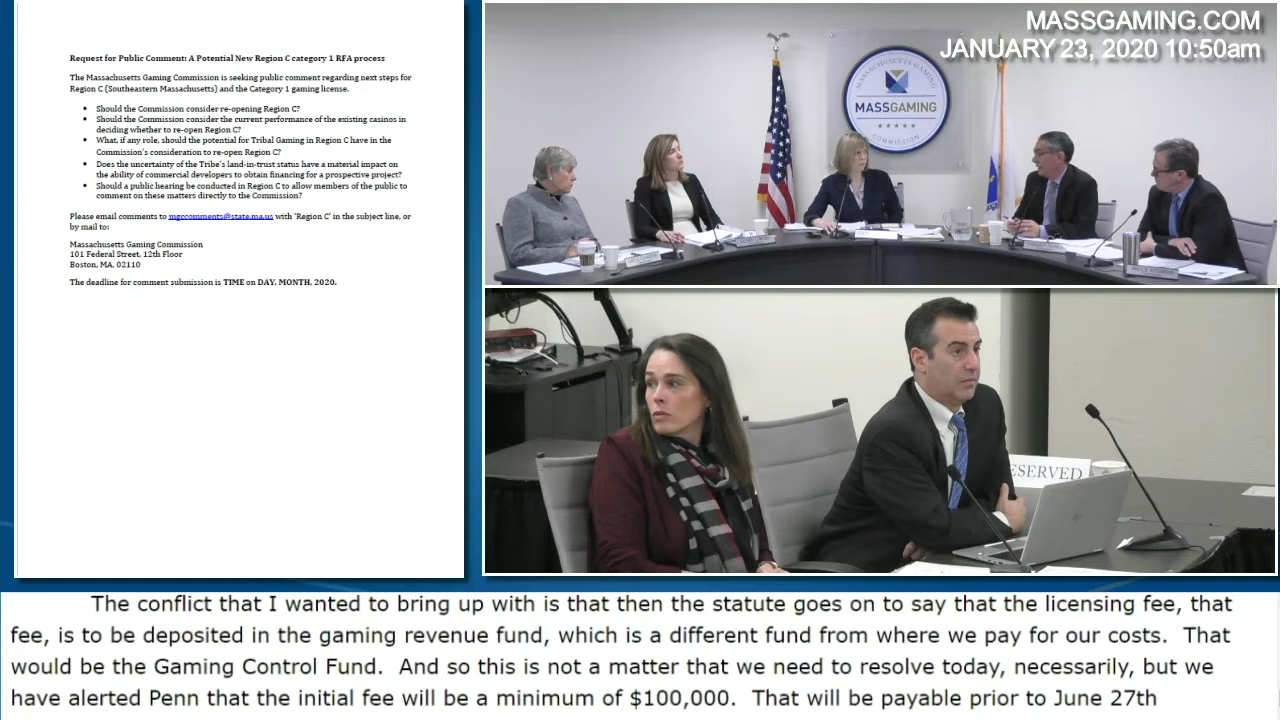 MASSGAMING.COM
JANUARY 23, 2020 10:50am
Request for Public Comment: A Potential New Region C category 1 RFA process
The Massachusetts Gaming Commission is seeking public comment regarding next steps for
Region C (Southeastern Massachusetts) and the Category 1 gaming license.
• Should the Commission consider re-opening Region C?
• Should the Commission consider the current performance of the existing casinos in
deciding whether to re-open Region C?
• What, if any role, should the potential for Tribal Gaming in Region C have in the
Commission's consideration to re-open Region C?
• Does the uncertainty of the Tribe's land-in-trust status have a material impact on
the ability of commercial developers to obtain financing for a prospective project?
• Should a public hearing be conducted in Region C to allow members of the public to
comment on these matters directly to the Commission?
Please email comments to mgccomments@state.ma.us with 'Region C' in the subject line, or
by mail to:
Massachusetts Gaming Commission
101 Federal Street, 12th Floor
Boston, MA, 02110
The deadline for comment submission is TIME on DAY, MONTH, 2020.
MASSACHUSETTS GAMING
MASSGAMING
COMMISSION
ESERVED
The conflict that I wanted to bring up with is that then the statute goes on to say that the licensing fee, that
fee, is to be deposited in the gaming revenue fund, which is a different fund from where we pay for our costs. That
would be the Gaming Control Fund. And so this is not a matter that we need to resolve today, necessarily, but we
have alerted Penn that the initial fee will be a minimum of $100,000. That will be payable prior to June 27th